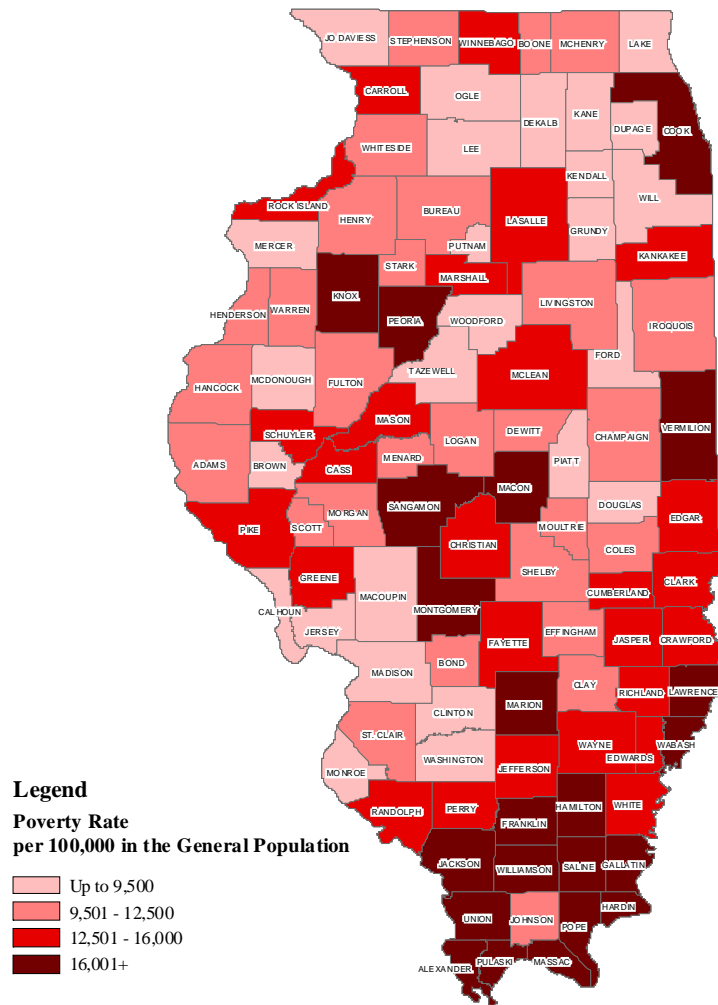 JO DAVIESS
STEPHENSON
WINNEBAGO
BOONE
MCHENRY
LAKE
CARROLL
OGLE
DEKALB
KANE
DUPAGE
COOK
WHITESIDE
LEE
KENDALL
WILL
ROCK ISLAND
HENRY
BUREAU
LASALLE
GRUNDY
MERCER
PUTNAM
KANKAKEE
STARK
MARSHALL
KNOX
HENDERSON
WARREN
PEORIA
WOODFORD
LIVINGSTON
IROQUOIS
FORD
HANCOCK
MCDONOUGH
FULTON
TAZEWELL
MCLEAN
SCHUYLER
MASON
LOGAN
DEWITT
CHAMPAIGN
VERMILION
ADAMS
BROWN
CASS
MENARD
PIATT
MACON
DOUGLAS
EDGAR
PIKE
SCOTT
MORGAN
SANGAMON
CHRISTIAN
MOULTRIE
COLES
GREENE
SHELBY
CUMBERLAND
CLARK
CALHOUN
JERSEY
MACOUPIN
MONTGOMERY
FAYETTE
EFFINGHAM
JASPER
CRAWFORD
MADISON
BOND
CLAY
RICHLAND
LAWRENCE
CLINTON
MARION
ST. CLAIR
WASHINGTON
WAYNE
EDWARDS
WABASH
MONROE
JEFFERSON
RANDOLPH
PERRY
HAMILTON
WHITE
FRANKLIN
JACKSON
WILLIAMSON
SALINE
GALLATIN
UNION
JOHNSON
POPE
HARDIN
ALEXANDER
PULASKI
MASSAC
Legend
Poverty Rate
per 100,000 in the General Population
Up to 9,500
9,501 - 12,500
12,501 - 16,000
16,001+